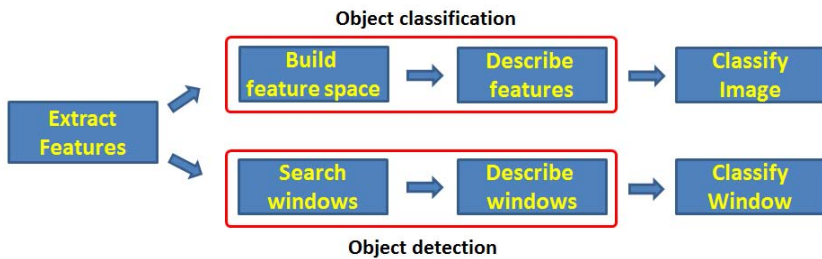 Object classification
Extract
Features
Build
feature space
Describe
features
Classify
Image
Search
windows
Describe
windows
Classify
Window
Object detection